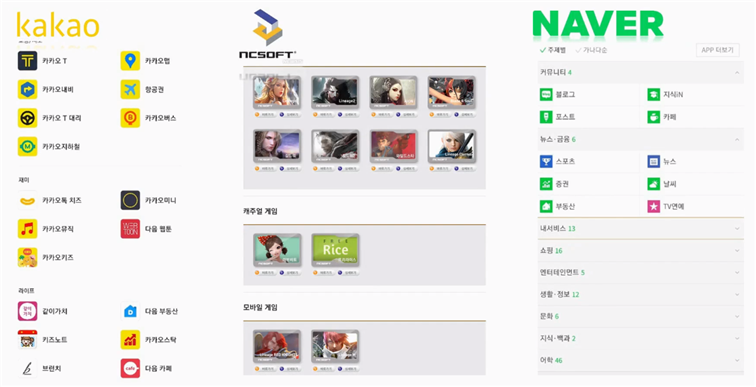 kakao
카카오 T
카카오맵
카카오내비
항공권
카카오 T 대리
카카오버스
카카오지하철
재미
카카오톡 치즈
카카오미니
카카오뮤직
다음 웹툰
카카오키즈
라이프
같이가치
다음 부동산
키즈노트
카카오스탁
브런치
다음 카페
NCSOFT
캐주얼 게임
Rice
모바일 게임
NAVER
주제별
가나다순
APP 더보기
커뮤니티 4
블로그
지식iN
포스트
카페
뉴스·금융 6
스포츠
뉴스
증권
날씨
부동산
TV연예
내서비스 13
쇼핑 16
엔터테인먼트 5
생활·정보 12
문화 6
지식·백과 2
어학 46